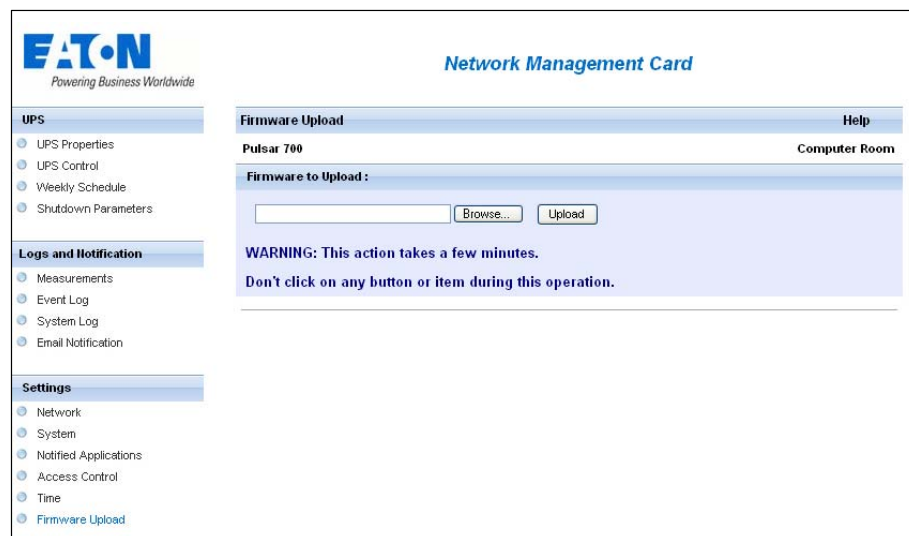 EATON
Powering Business Worldwide
Network Management Card
UPS
UPS Properties
UPS Control
Weekly Schedule
Shutdown Parameters
Logs and Notification
Measurements
Event Log
System Log
Email Notification
Settings
Network
System
Notified Applications
Access Control
Time
Firmware Upload
Firmware Upload Help
Pulsar 700 Computer Room
Firmware to Upload :
Browse... Upload
WARNING: This action takes a few minutes.
Don't click on any button or item during this operation.